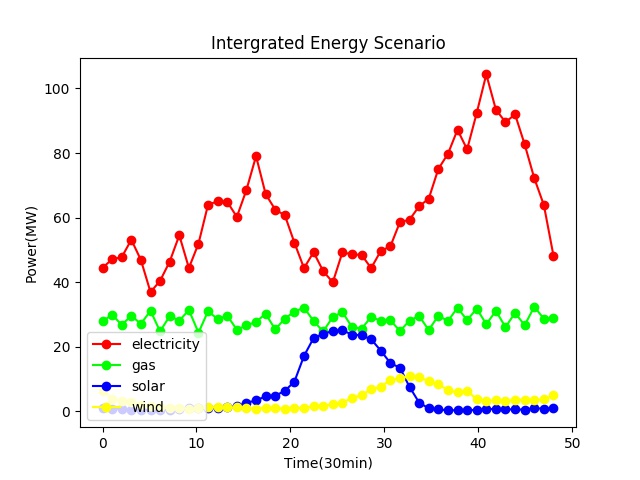 Intergrated Energy Scenario
Power(MW)
100
80
60
40
20
0
electricity
gas
solar
wind
0 10 20 30 40 50
Time(30min)